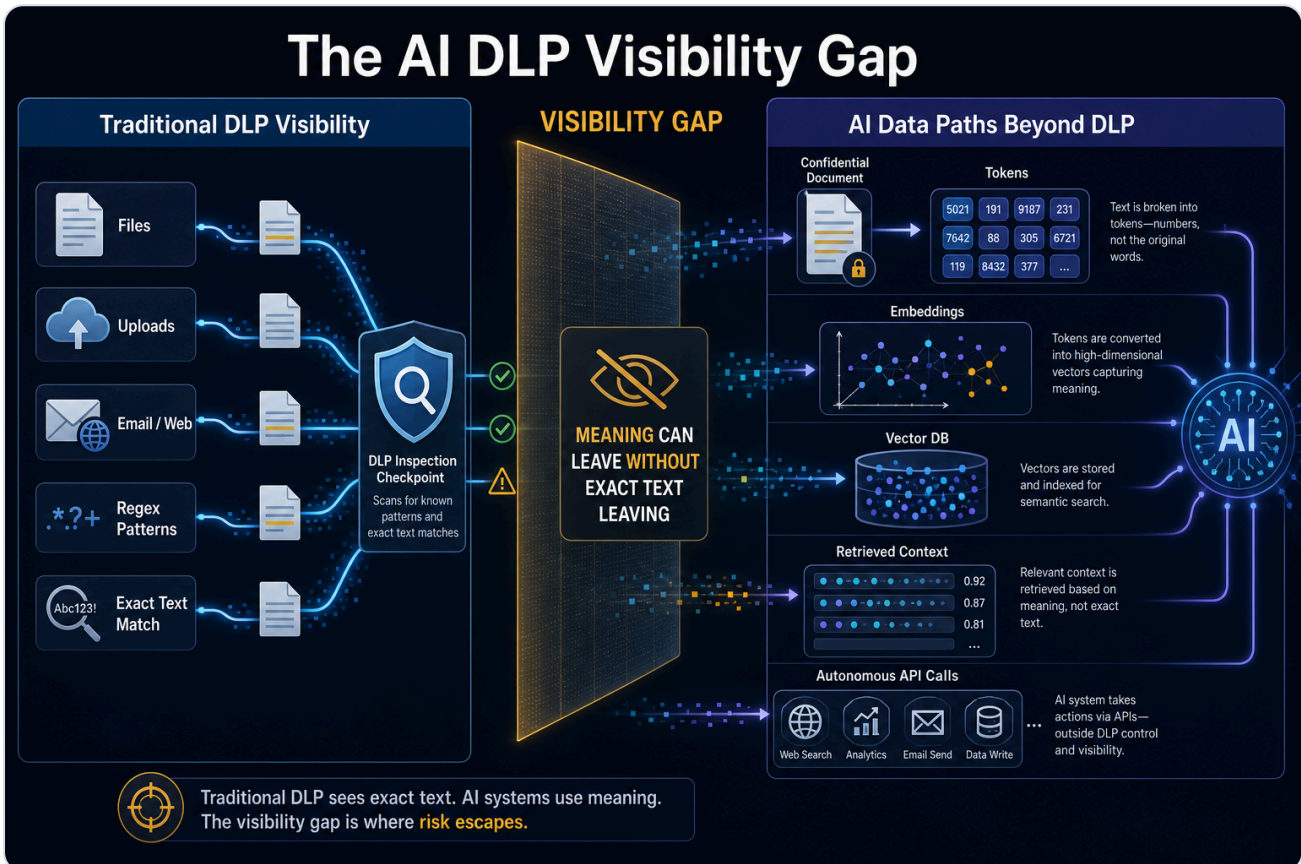 The AI DLP Visibility Gap
Traditional DLP Visibility
Files
Uploads
Email / Web
.*.?+
Regex
Patterns
Abc123!
Exact Text
Match
DLP Inspection
Checkpoint
Scans for known
patterns and
exact text matches
VISIBILITY GAP
MEANING CAN
LEAVE WITHOUT
EXACT TEXT
LEAVING
AI Data Paths Beyond DLP
Confidential
Document
Tokens
5021 191 9187 231
7642 88 305 6721
119 8432 377 ...
Text is broken into
tokens—numbers,
not the original
words.
Embeddings
Tokens are converted
into high-dimensional
vectors capturing
meaning.
Vector DB
Vectors are stored
and indexed for
semantic search.
Retrieved Context
0.92
0.87
0.81
...
Relevant context is
retrieved based on
meaning, not exact
text.
Autonomous API Calls
Web Search Analytics Email Send Data Write
...
AI system takes
actions via APIs—
outside DLP control
and visibility.
AI
Traditional DLP sees exact text. AI systems use meaning.
The visibility gap is where risk escapes.